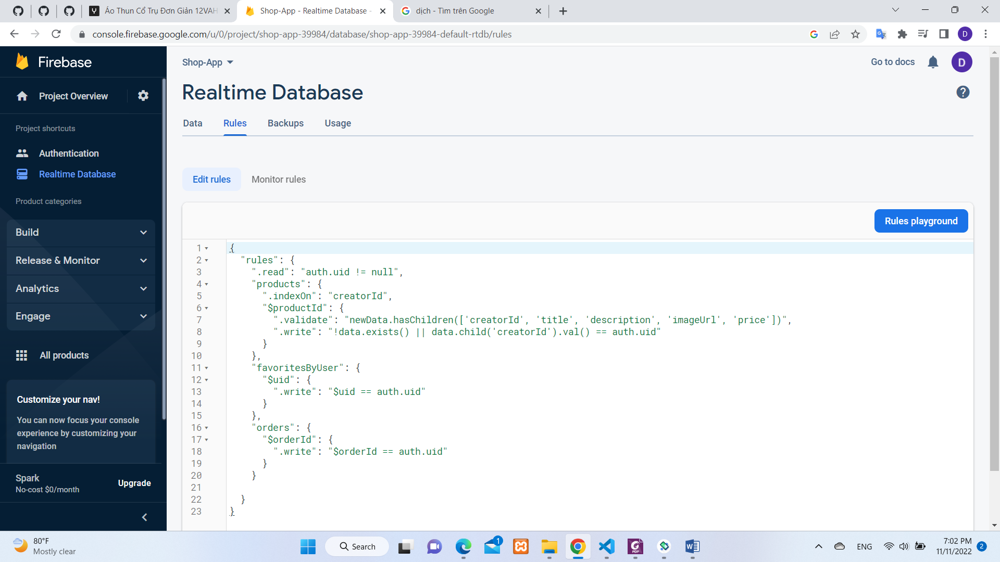 Áo Thun Cổ Trụ Đơn Giản 12VAH
Shop-App - Realtime Database -
dịch - Tìm trên Google
console.firebase.google.com/u/0/project/shop-app-39984/database/shop-app-39984-default-rtdb/rules
D
Firebase
Project Overview
Project shortcuts
Authentication
Realtime Database
Product categories
Build
Release & Monitor
Analytics
Engage
All products
Customize your nav!
You can now focus your console
experience by customizing your
navigation
Spark
No-cost $0/month
Upgrade
Shop-App
Go to docs
D
Realtime Database
Data Rules Backups Usage
Edit rules Monitor rules
Rules playground
1 {
2 "rules": {
3 ".read": "auth.uid != null",
4 "products": {
5 ".indexOn": "creatorId",
6 "$productId": {
7 ".validate": "newData.hasChildren(['creatorId', 'title', 'description', 'imageUrl', 'price'])",
8 ".write": "!data.exists() || data.child('creatorId').val() == auth.uid"
9 }
10 },
11 "favoritesByUser": {
12 "$uid": {
13 ".write": "$uid == auth.uid"
14 }
15 },
16 "orders": {
17 "$orderId": {
18 ".write": "$orderId == auth.uid"
19 }
20 }
21
22 }
23 }
80°F
Mostly clear
Search
1
ENG
7:02 PM
11/11/2022
2